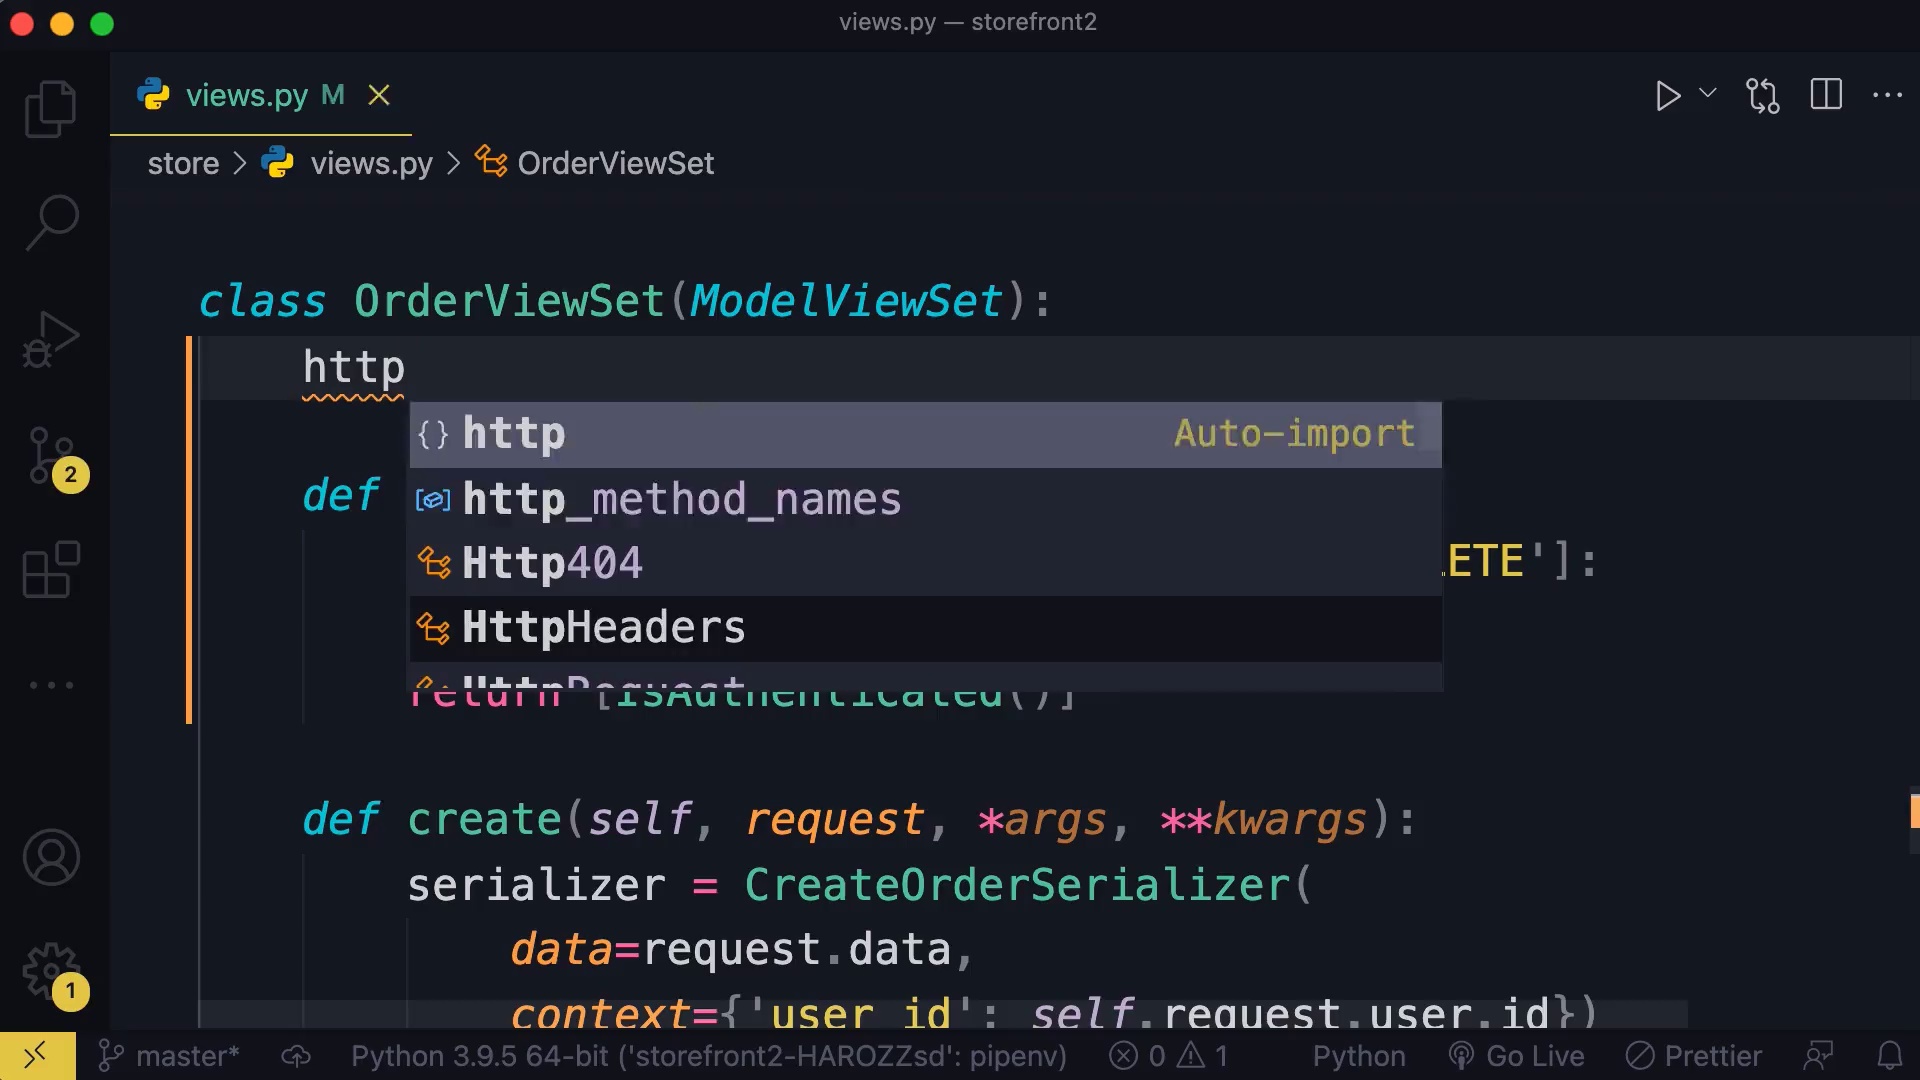 views.py — storefront2
views.py M
store > views.py > OrderViewSet
class OrderViewSet(ModelViewSet):
http
{} http Auto-import
def http_method_names
Http404 ETE']:
HttpHeaders
HttpRequest
return [IsAuthenticated()]
def create(self, request, *args, **kwargs):
serializer = CreateOrderSerializer(
data=request.data,
context={'user_id': self.request.user.id})
2
1
master* Python 3.9.5 64-bit ('storefront2-HAROZZsd': pipenv) 0 1 Python Go Live Prettier